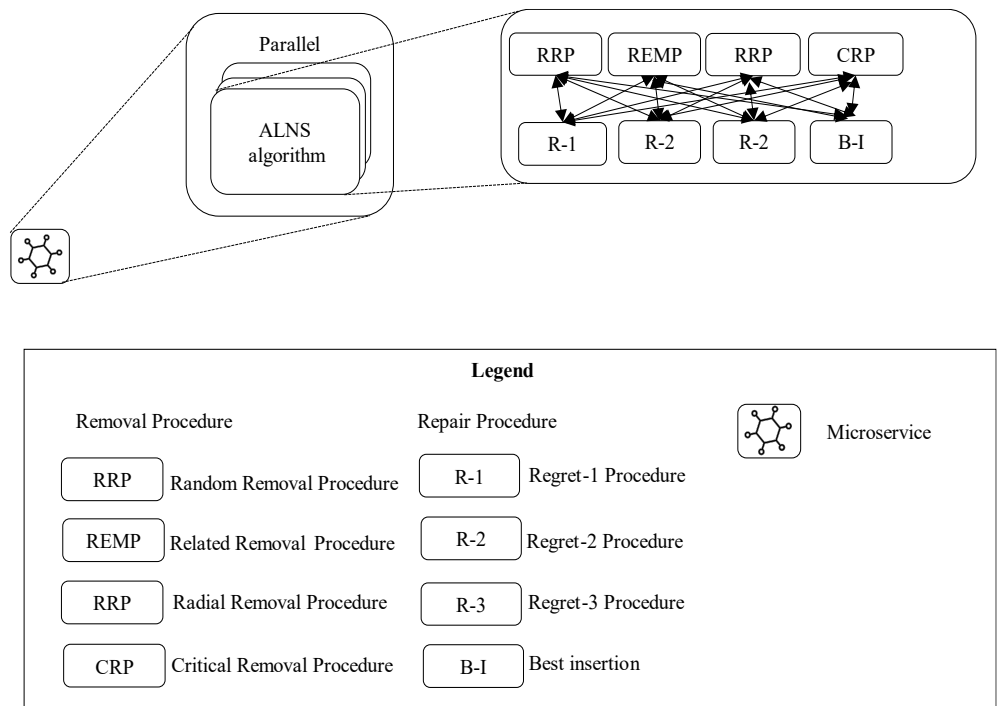 Parallel
ALNS
algorithm
RRP REMP RRP CRP
R-1 R-2 R-2 B-I
Legend
Removal Procedure
Repair Procedure
Microservice
RRP Random Removal Procedure
R-1 Regret-1 Procedure
REMP Related Removal Procedure
R-2 Regret-2 Procedure
RRP Radial Removal Procedure
R-3 Regret-3 Procedure
CRP Critical Removal Procedure
B-I Best insertion